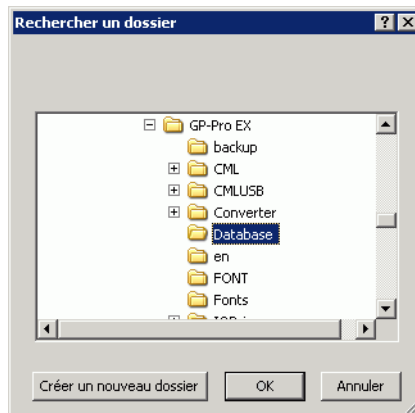 Rechercher un dossier
GP-Pro EX
backup
CML
CMLUSB
Converter
Database
en
FONT
Fonts
Créer un nouveau dossier OK Annuler